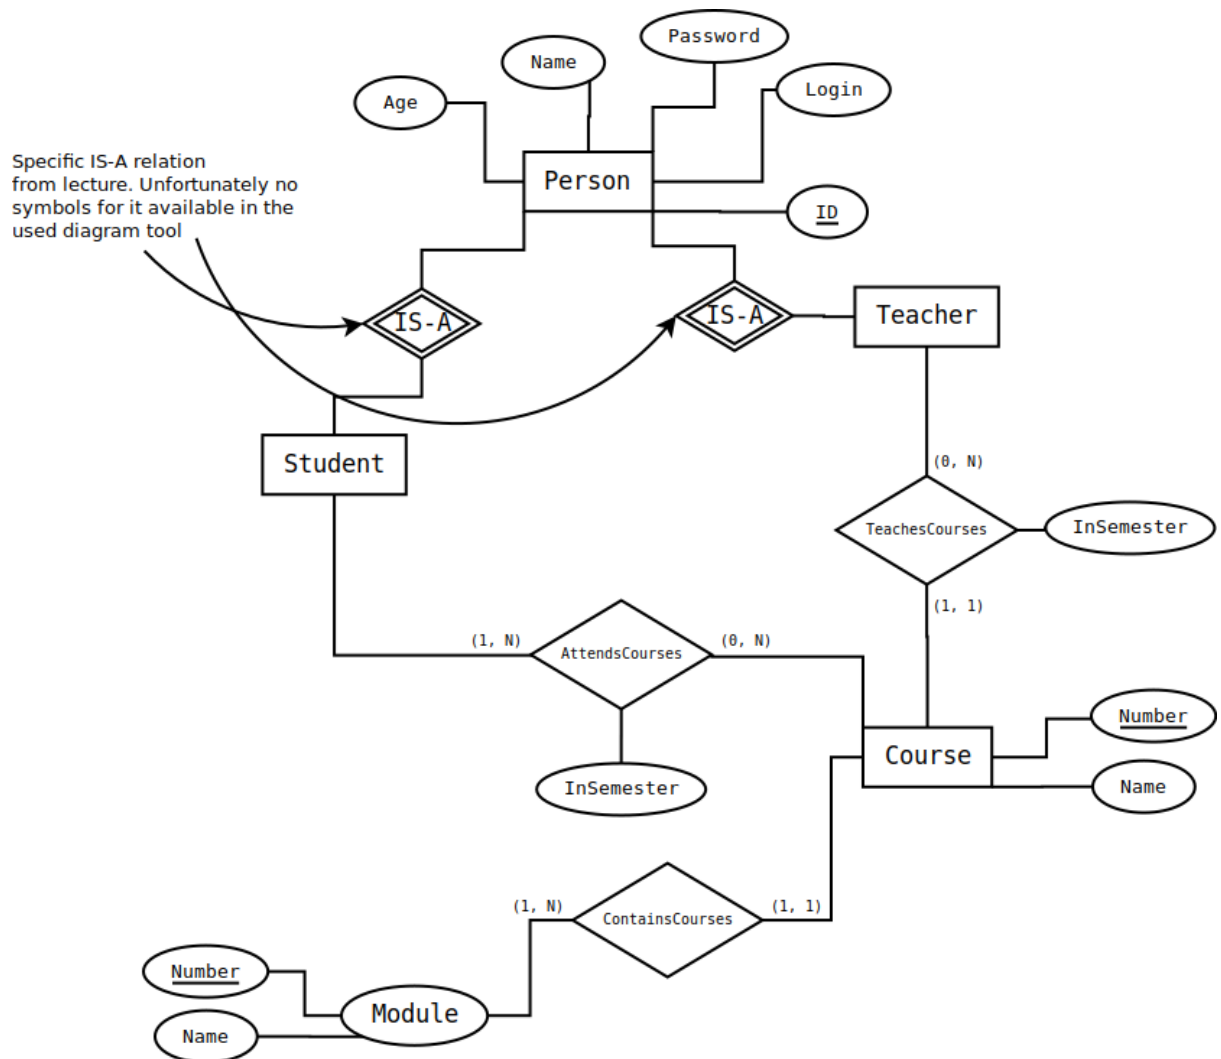 Password
Name
Login
Age
Specific IS-A relation
from lecture. Unfortunately no
symbols for it available in the
used diagram tool
Person
ID
IS-A
IS-A
Teacher
Student
(0, N)
TeachesCourses
InSemester
(1, 1)
(1, N)
AttendsCourses
(0, N)
Number
Course
InSemester
Name
(1, N)
ContainsCourses
(1, 1)
Number
Module
Name